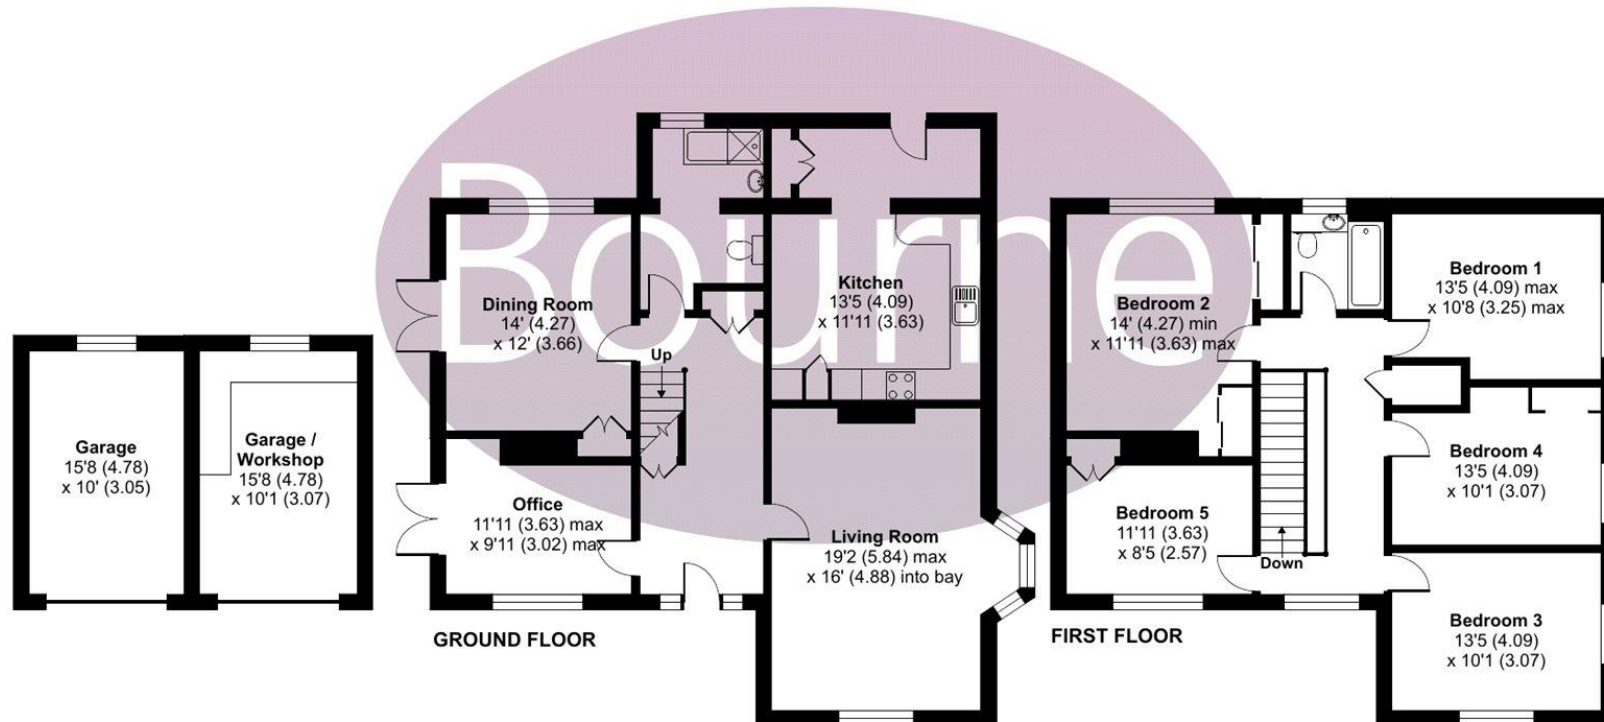 Bourne
Garage
15'8 (4.78)
x 10' (3.05)
Garage /
Workshop
15'8 (4.78)
x 10'1 (3.07)
Dining Room
14' (4.27)
x 12' (3.66)
Up
Kitchen
13'5 (4.09)
x 11'11 (3.63)
Office
11'11 (3.63) max
x 9'11 (3.02) max
Living Room
19'2 (5.84) max
x 16' (4.88) into bay
GROUND FLOOR
Bedroom 2
14' (4.27) min
x 11'11 (3.63) max
Bedroom 1
13'5 (4.09) max
x 10'8 (3.25) max
Bedroom 4
13'5 (4.09)
x 10'1 (3.07)
Bedroom 5
11'11 (3.63)
x 8'5 (2.57)
Down
Bedroom 3
13'5 (4.09)
x 10'1 (3.07)
FIRST FLOOR